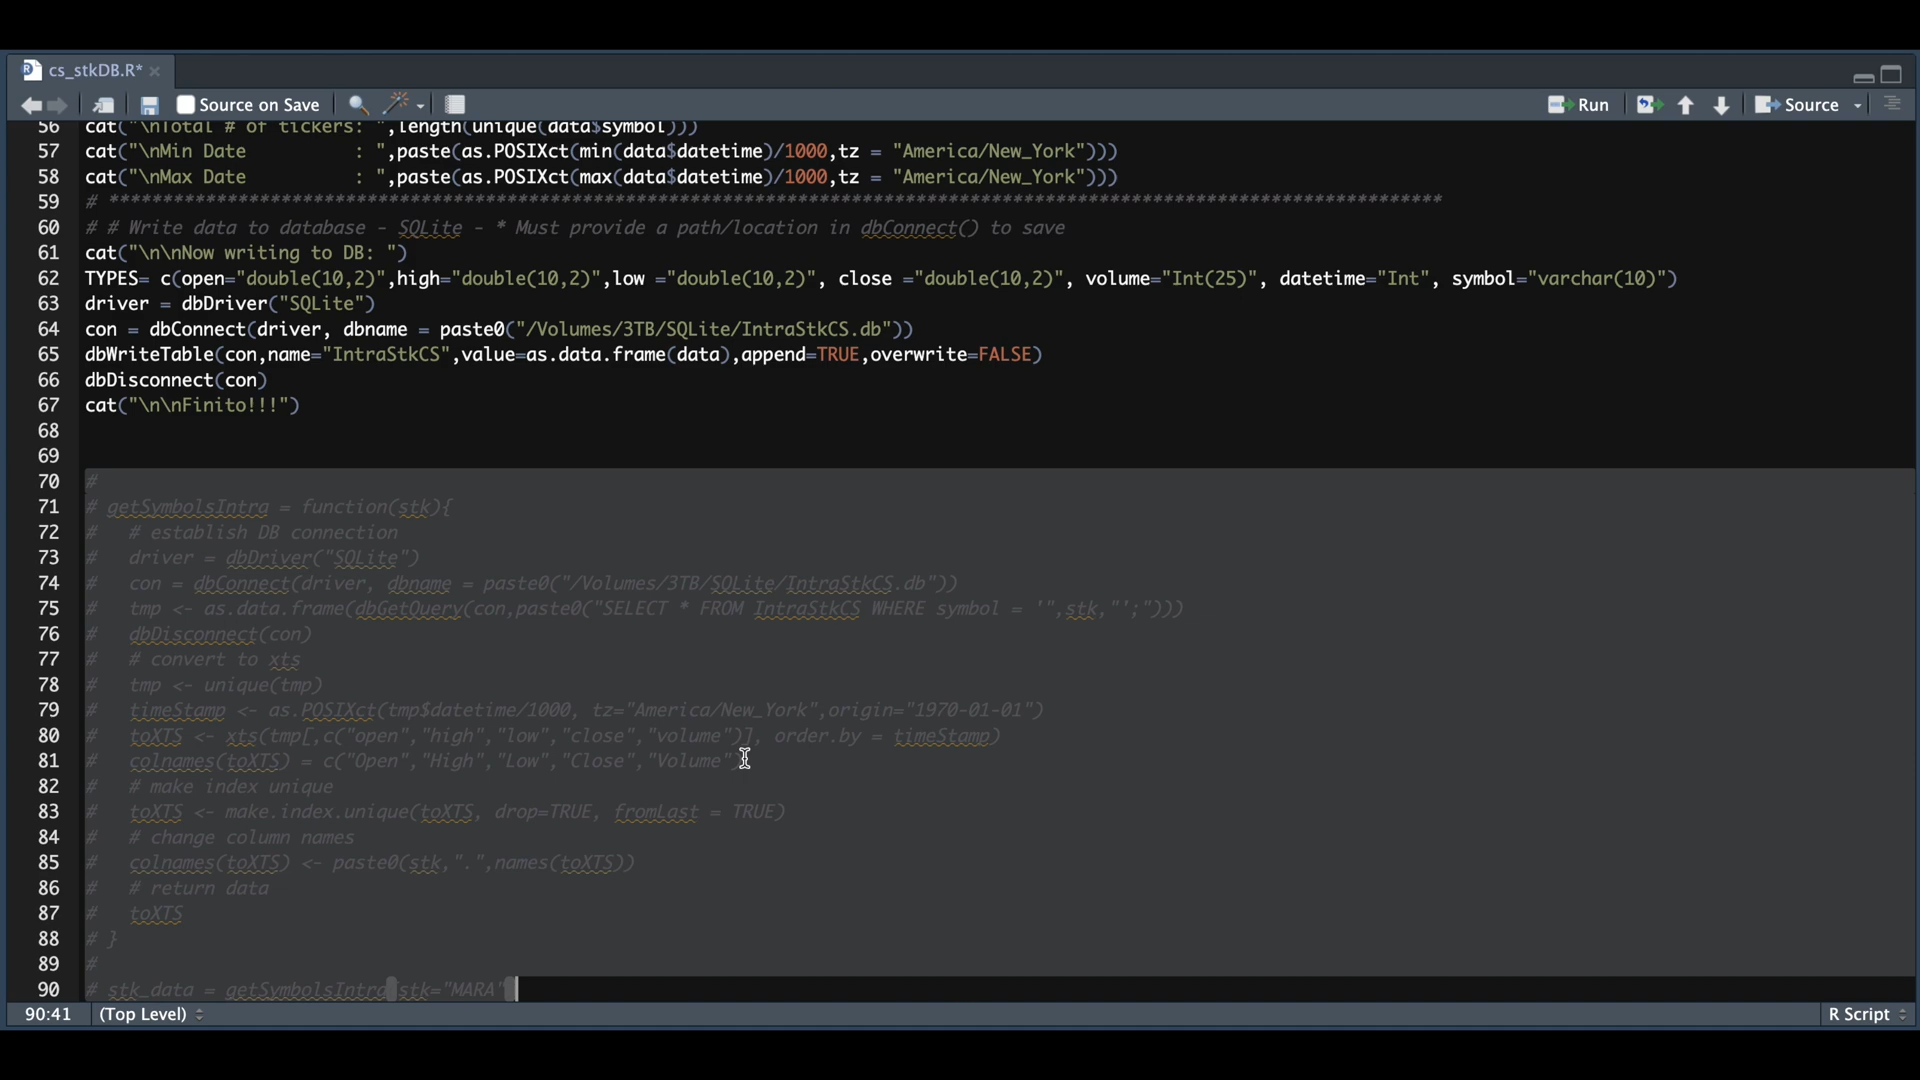 cs_stkDB.R*
Source on Save
Run
Source
56 cat("\nTotal # of tickers: ",length(unique(data$symbol)))
57 cat("\nMin Date          : ",paste(as.POSIXct(min(data$datetime)/1000,tz = "America/New_York")))
58 cat("\nMax Date          : ",paste(as.POSIXct(max(data$datetime)/1000,tz = "America/New_York")))
59 # ****************************************************************************************************************************
60 # # Write data to database - SQLite - * Must provide a path/location in dbConnect() to save
61 cat("\n\nNow writing to DB: ")
62 TYPES= c(open="double(10,2)",high="double(10,2)",low ="double(10,2)", close ="double(10,2)", volume="Int(25)", datetime="Int", symbol="varchar(10)")
63 driver = dbDriver("SQLite")
64 con = dbConnect(driver, dbname = paste0("/Volumes/3TB/SQLite/IntraStkCS.db"))
65 dbWriteTable(con,name="IntraStkCS",value=as.data.frame(data),append=TRUE,overwrite=FALSE)
66 dbDisconnect(con)
67 cat("\n\nFinito!!!")
68
69
70 #
71 # getSymbolsIntra = function(stk){
72 #   # establish DB connection
73 #   driver = dbDriver("SQLite")
74 #   con = dbConnect(driver, dbname = paste0("/Volumes/3TB/SQLite/IntraStkCS.db"))
75 #   tmp <- as.data.frame(dbGetQuery(con,paste0("SELECT * FROM IntraStkCS WHERE symbol = '",stk,"';")))
76 #   dbDisconnect(con)
77 #   # convert to xts
78 #   tmp <- unique(tmp)
79 #   timeStamp <- as.POSIXct(tmp$datetime/1000, tz="America/New_York",origin="1970-01-01")
80 #   toXTS <- xts(tmp[,c("open","high","low","close","volume")], order.by = timeStamp)
81 #   colnames(toXTS) = c("Open","High","Low","Close","Volume")
82 #   # make index unique
83 #   toXTS <- make.index.unique(toXTS, drop=TRUE, fromLast = TRUE)
84 #   # change column names
85 #   colnames(toXTS) <- paste0(stk,".",names(toXTS))
86 #   # return data
87 #   toXTS
88 # }
89 #
90 # stk_data = getSymbolsIntra(stk="MARA")
90:41 (Top Level) R Script